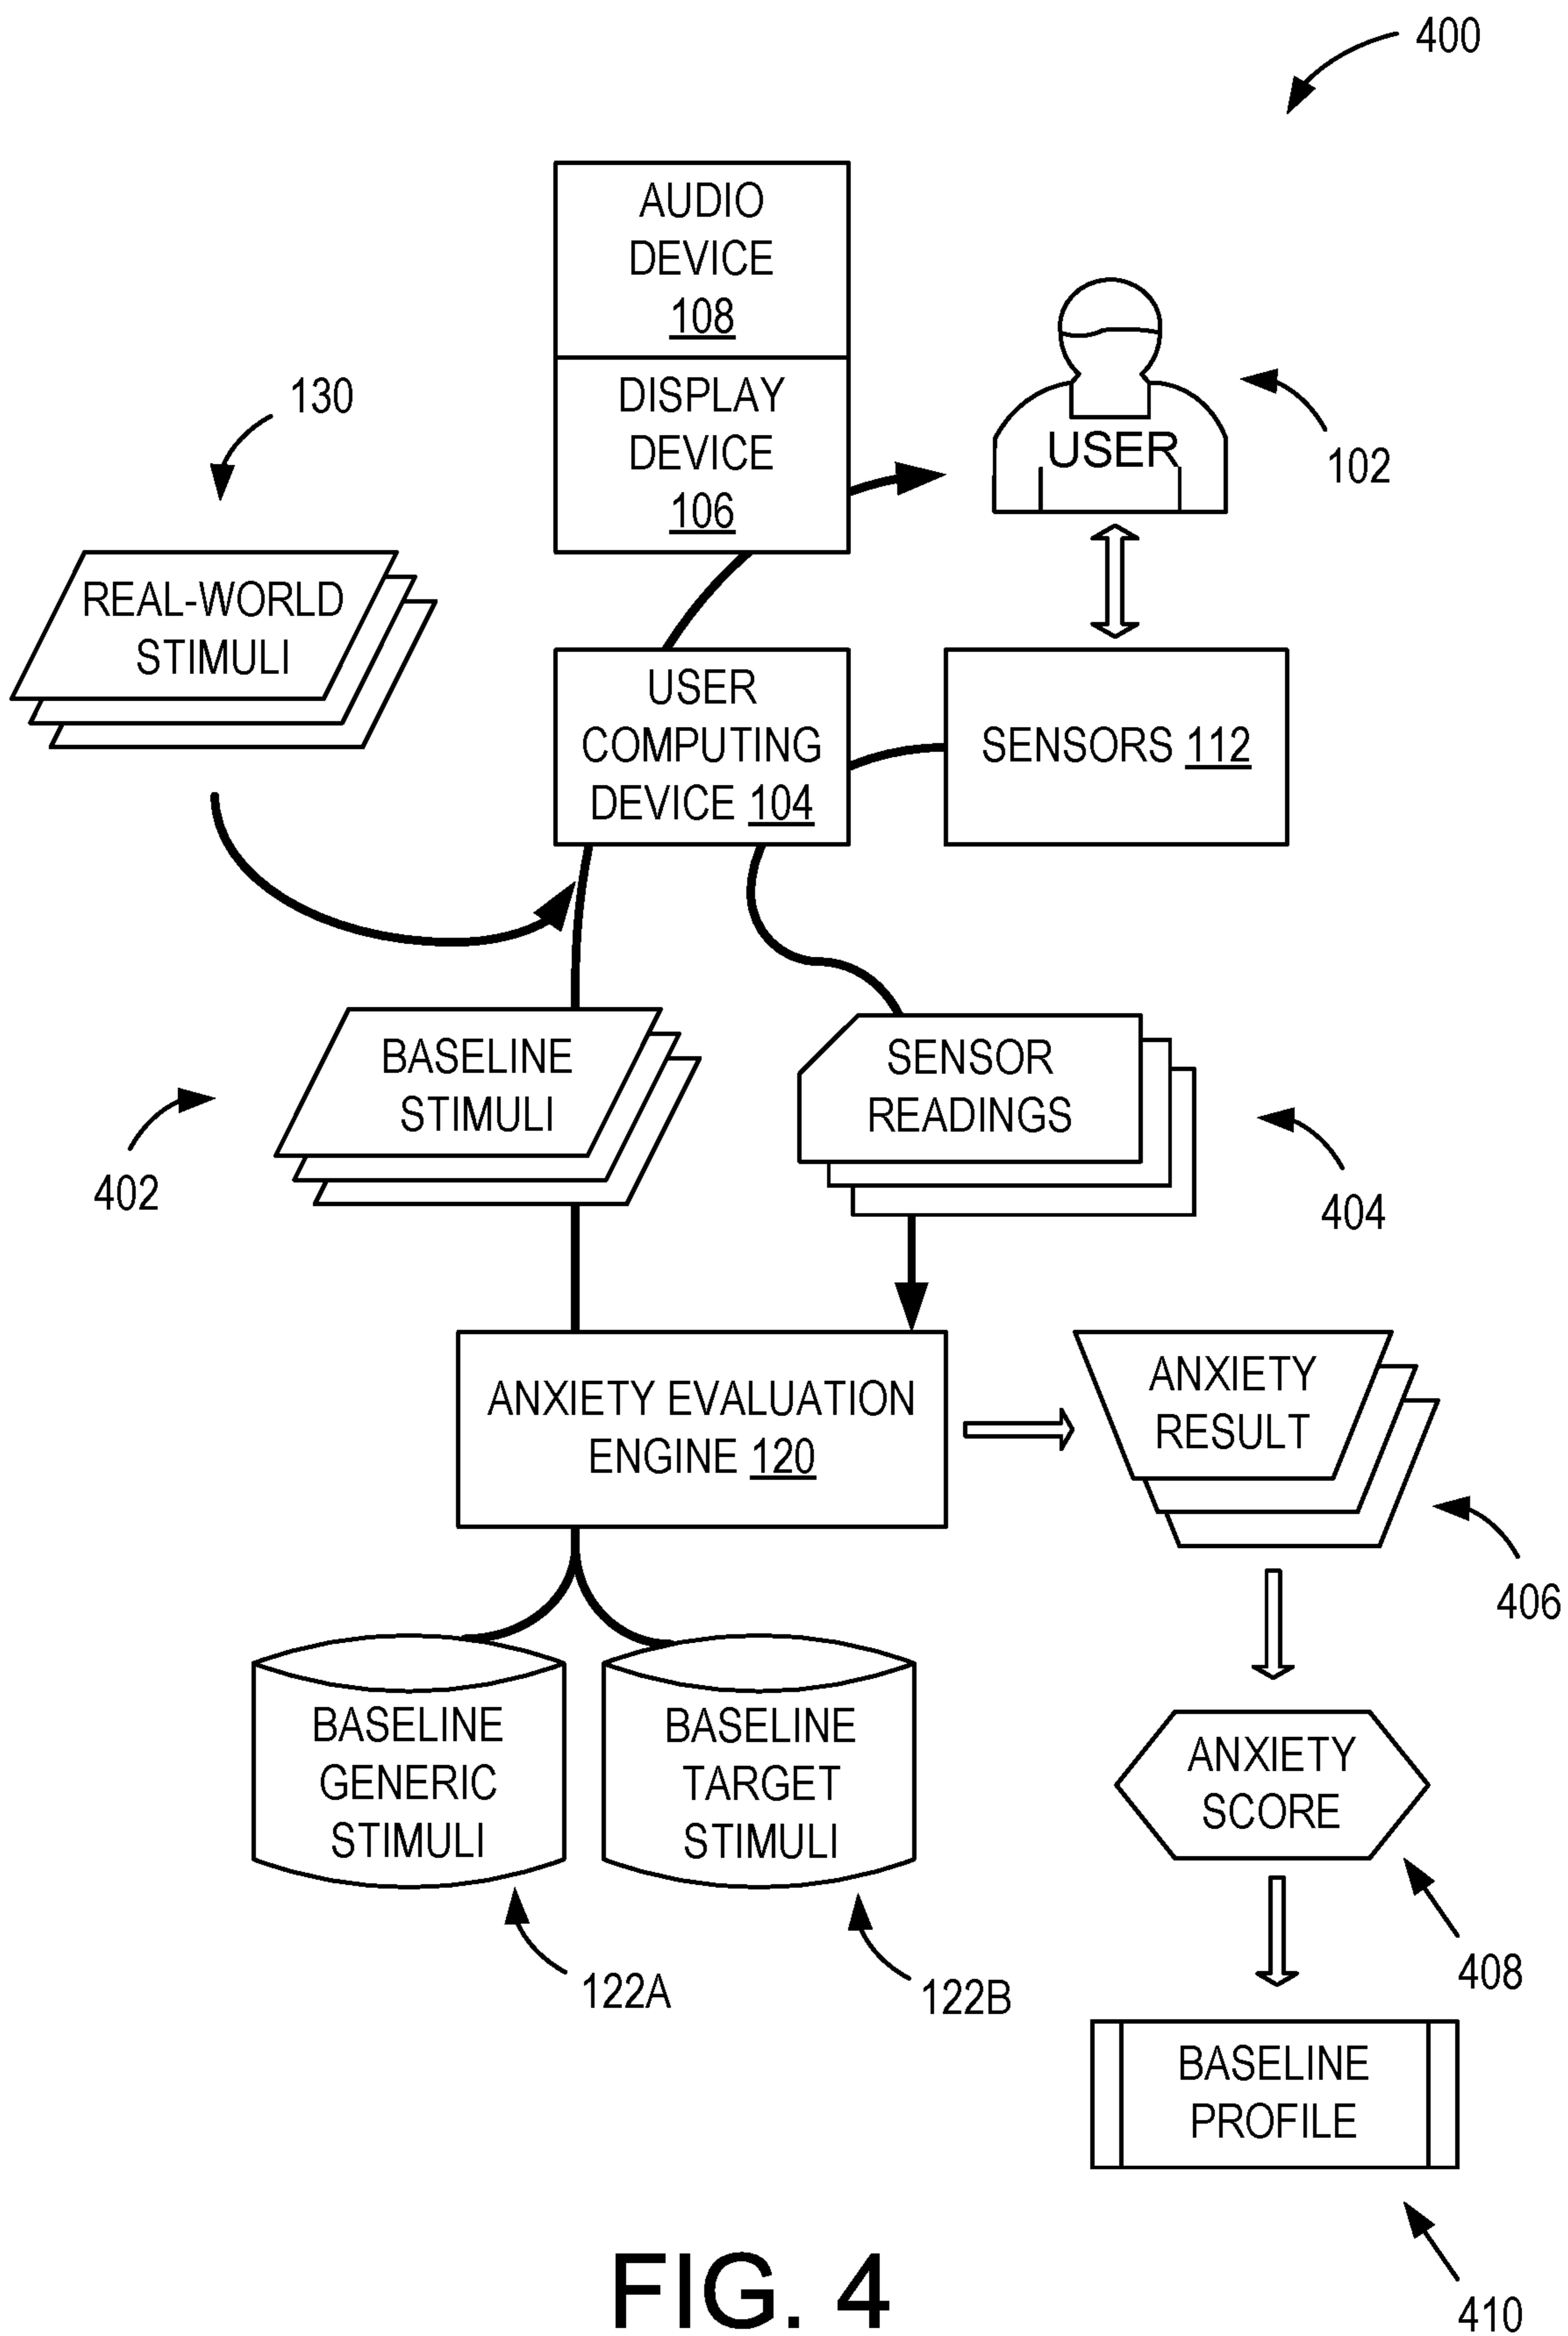 400
AUDIO
DEVICE
108
DISPLAY
DEVICE
106
USER
102
130
REAL-WORLD
STIMULI
USER
COMPUTING
DEVICE 104
SENSORS 112
BASELINE
STIMULI
402
SENSOR
READINGS
404
ANXIETY EVALUATION
ENGINE 120
ANXIETY
RESULT
406
BASELINE
GENERIC
STIMULI
122A
BASELINE
TARGET
STIMULI
122B
ANXIETY
SCORE
408
BASELINE
PROFILE
410
FIG. 4